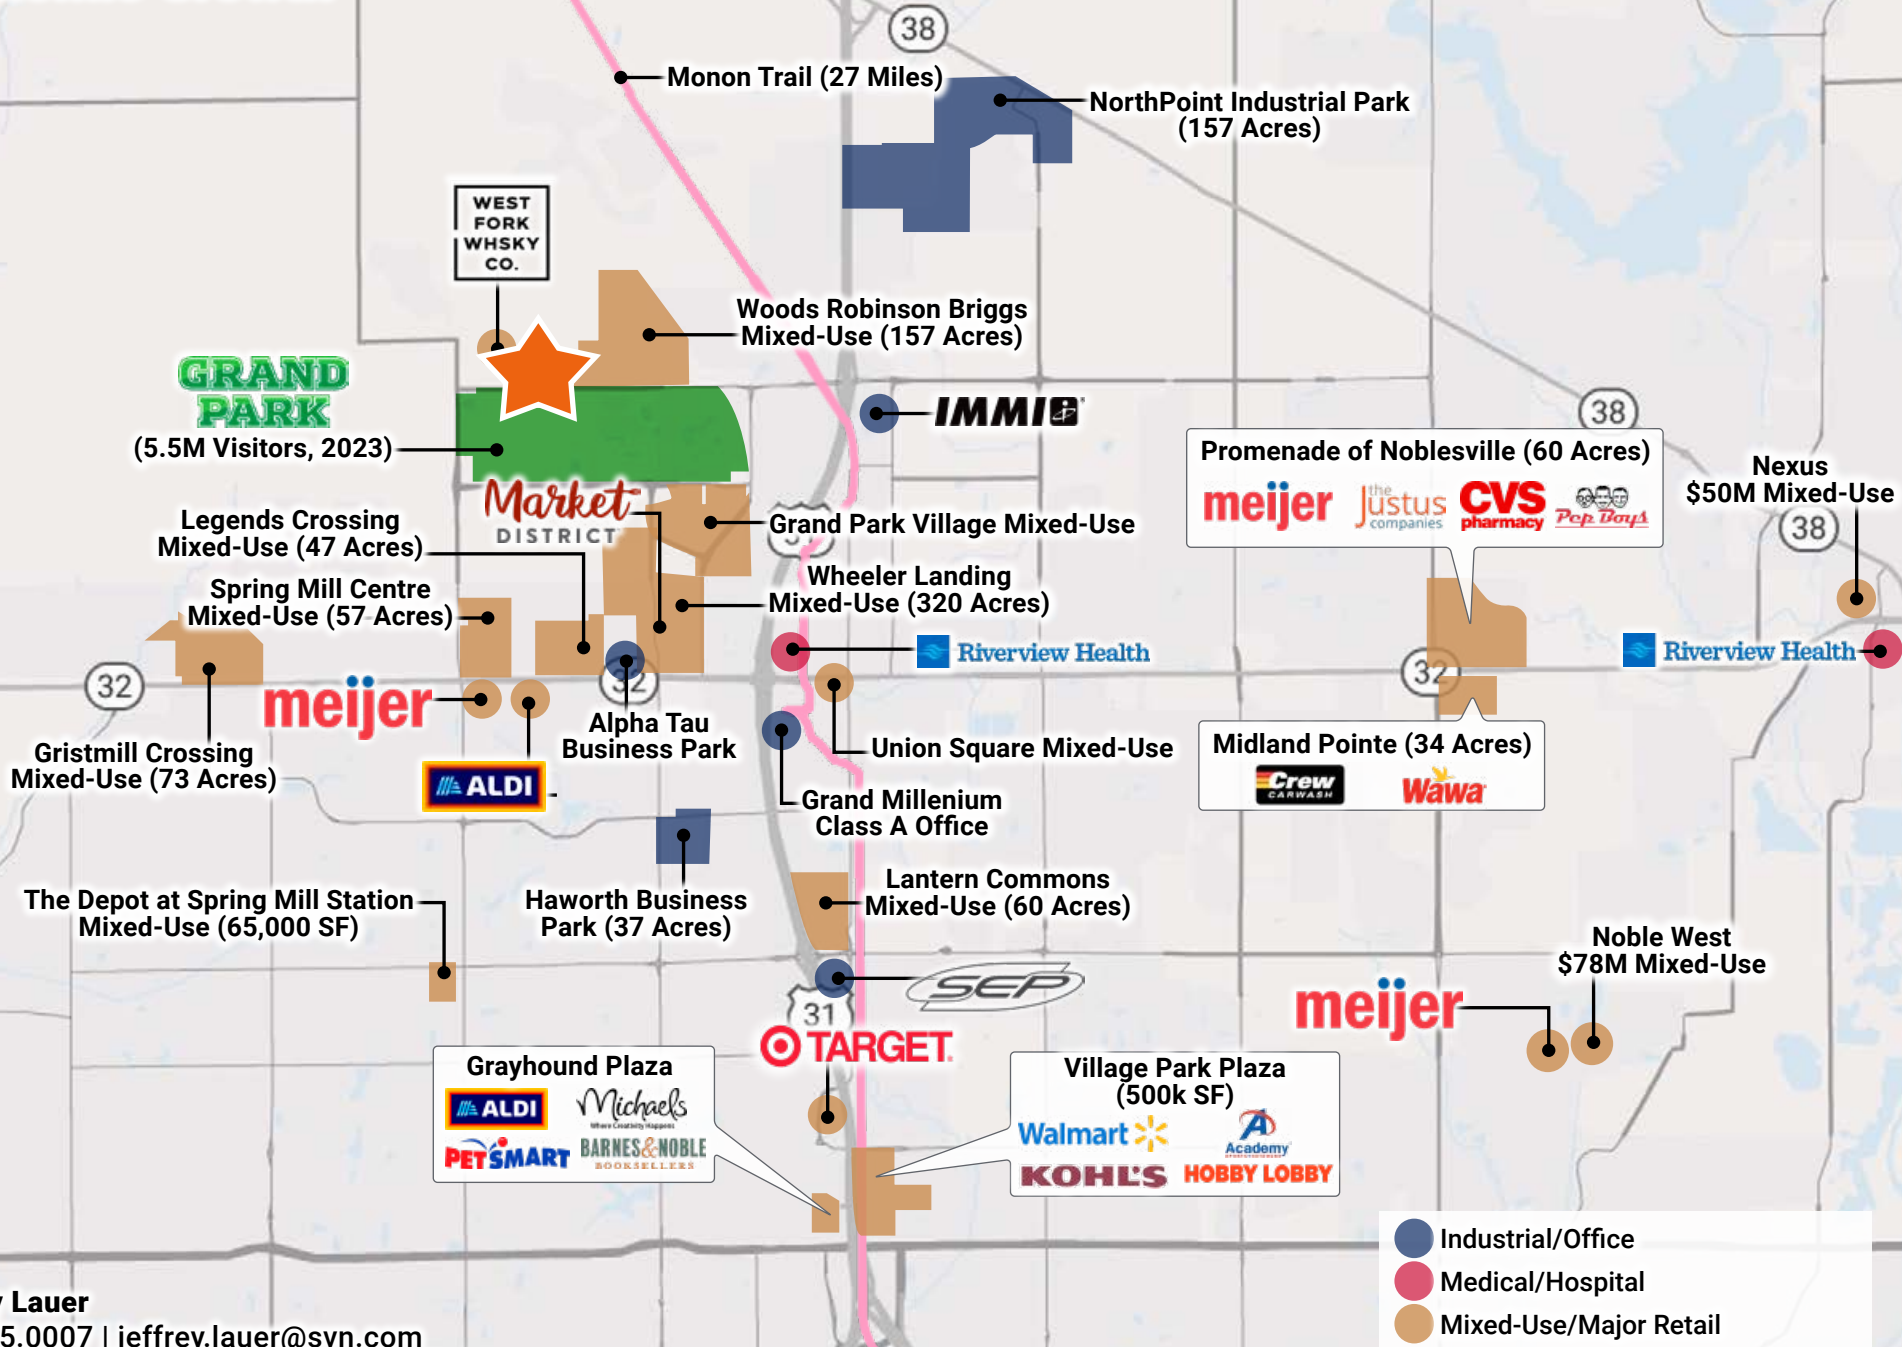 38
Monon Trail (27 Miles)
NorthPoint Industrial Park
(157 Acres)
WEST
FORK
WHSKY
CO.
Woods Robinson Briggs
Mixed-Use (157 Acres)
GRAND
PARK
(5.5M Visitors, 2023)
IMMI
38
Promenade of Noblesville (60 Acres)
meijer
the
Justus
companies
CVS
pharmacy
Pep Boys
Nexus
$50M Mixed-Use
38
Market
DISTRICT
Legends Crossing
Mixed-Use (47 Acres)
Grand Park Village Mixed-Use
Spring Mill Centre
Mixed-Use (57 Acres)
Wheeler Landing
Mixed-Use (320 Acres)
Riverview Health
Riverview Health
32
32
32
meijer
Gristmill Crossing
Mixed-Use (73 Acres)
ALDI
Alpha Tau
Business Park
Union Square Mixed-Use
Midland Pointe (34 Acres)
Crew
CARWASH
Wawa
Grand Millenium
Class A Office
The Depot at Spring Mill Station
Mixed-Use (65,000 SF)
Haworth Business
Park (37 Acres)
Lantern Commons
Mixed-Use (60 Acres)
Noble West
$78M Mixed-Use
SEP
31
meijer
TARGET
Grayhound Plaza
ALDI
Michaels
Where Creativity Happens
PETSMART
BARNES&NOBLE
BOOKSELLERS
Village Park Plaza
(500k SF)
Walmart
Academy
KOHL'S
HOBBY LOBBY
Industrial/Office
Medical/Hospital
Mixed-Use/Major Retail
Lauer
5.0007 | jeffrey.lauer@svn.com